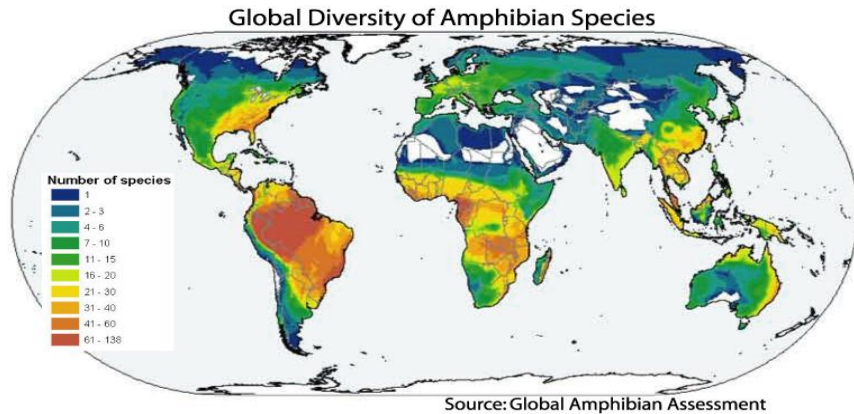 Global Diversity of Amphibian Species
Number of species
1
2 - 3
4 - 6
7 - 10
11 - 15
16 - 20
21 - 30
31 - 40
41 - 60
61 - 138
Source: Global Amphibian Assessment